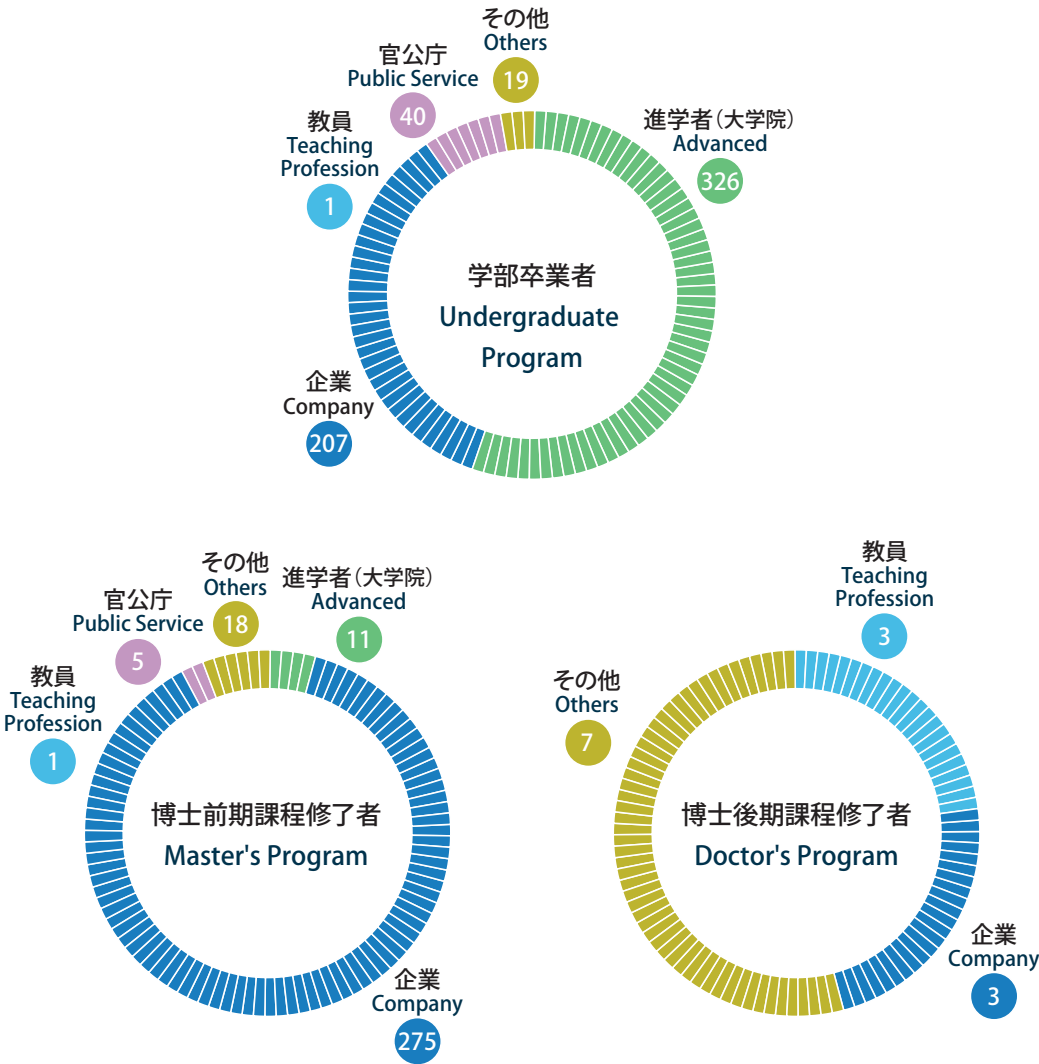 その他
Others
19
官公庁
Public Service
40
教員
Teaching
Profession
1
進学者（大学院）
Advanced
326
学部卒業者
Undergraduate
Program
企業
Company
207
その他
Others
18
進学者（大学院）
Advanced
11
官公庁
Public Service
5
教員
Teaching
Profession
1
博士前期課程修了者
Master's Program
企業
Company
275
教員
Teaching
Profession
3
その他
Others
7
博士後期課程修了者
Doctor's Program
企業
Company
3